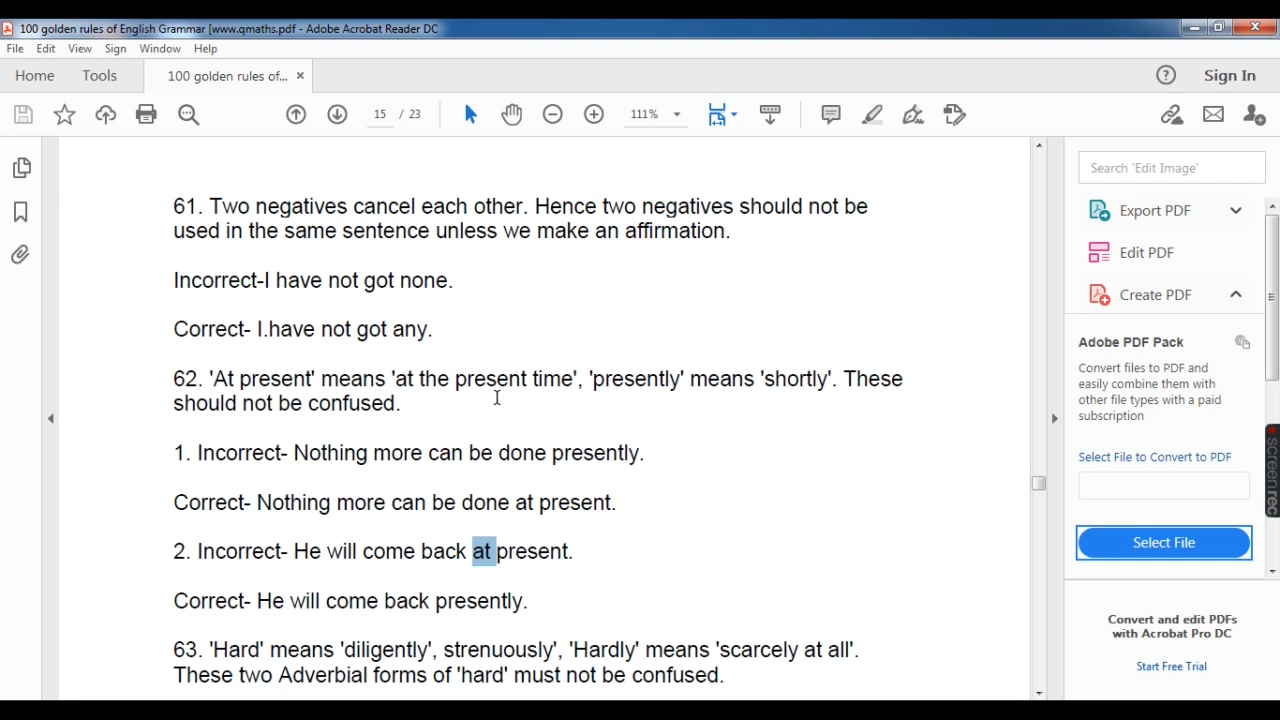 100 golden rules of English Grammar [www.qmaths.pdf - Adobe Acrobat Reader DC
File Edit View Sign Window Help
Home Tools 100 golden rules of... × Sign In
15 / 23 111%
61. Two negatives cancel each other. Hence two negatives should not be
used in the same sentence unless we make an affirmation.
Incorrect-I have not got none.
Correct- I.have not got any.
62. 'At present' means 'at the present time', 'presently' means 'shortly'. These
should not be confused.
1. Incorrect- Nothing more can be done presently.
Correct- Nothing more can be done at present.
2. Incorrect- He will come back at present.
Correct- He will come back presently.
63. 'Hard' means 'diligently', strenuously', 'Hardly' means 'scarcely at all'.
These two Adverbial forms of 'hard' must not be confused.
Search 'Edit Image'
Export PDF
Edit PDF
Create PDF
Adobe PDF Pack
Convert files to PDF and
easily combine them with
other file types with a paid
subscription
Select File to Convert to PDF
Select File
Convert and edit PDFs
with Acrobat Pro DC
Start Free Trial
screenrec